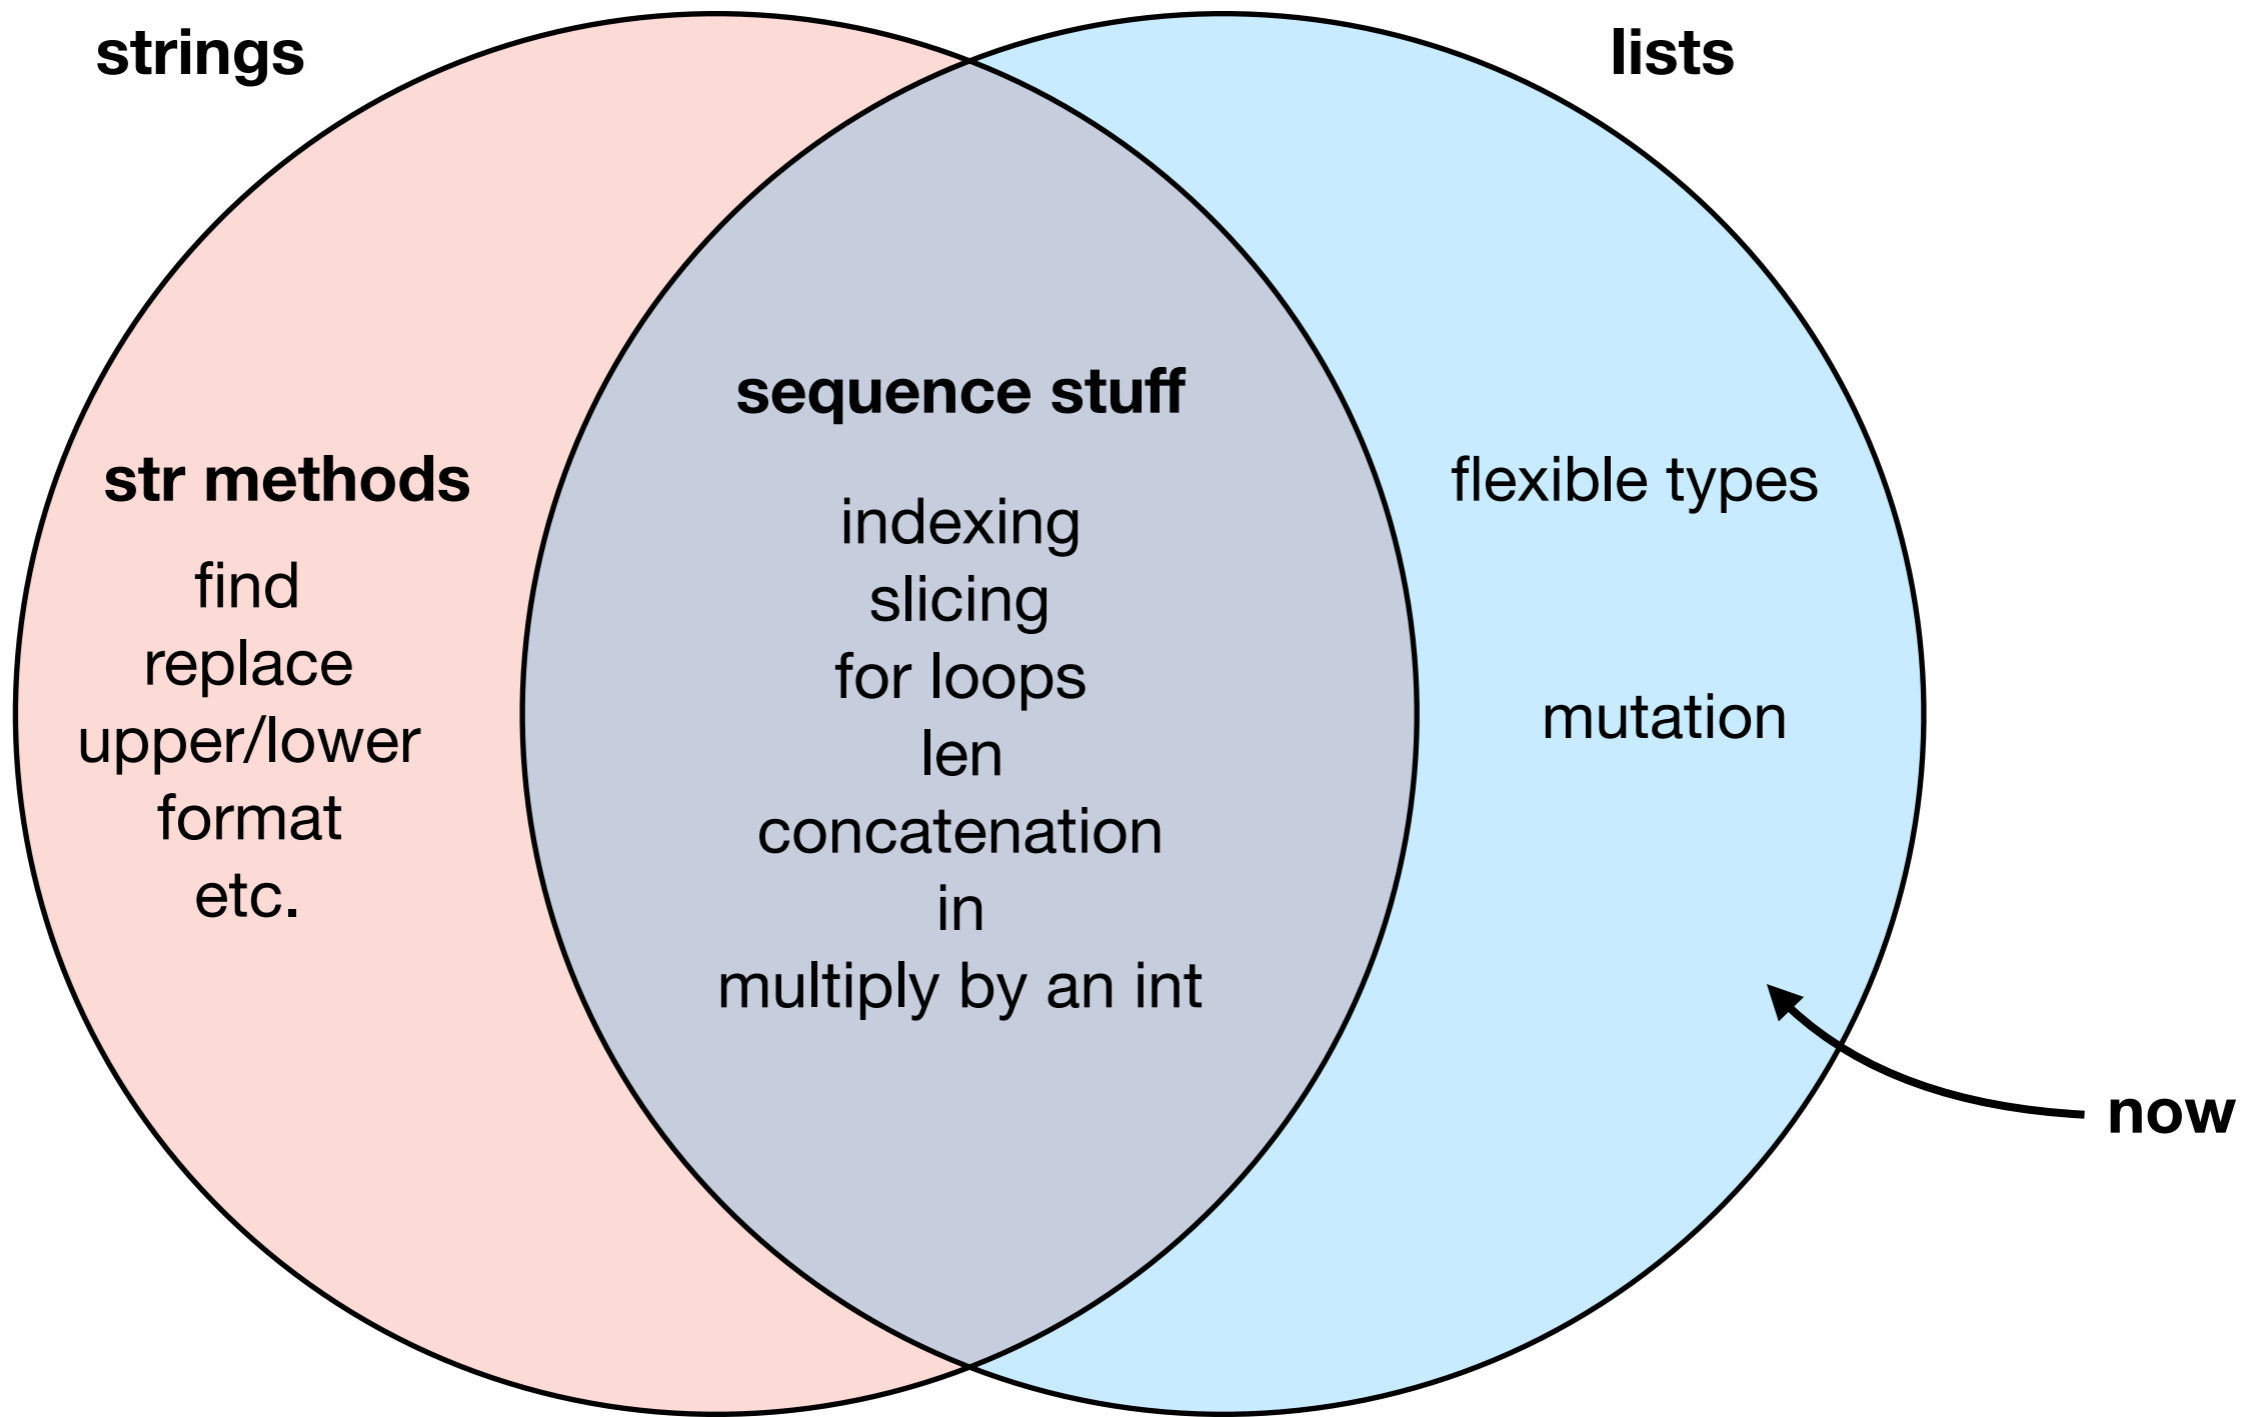 strings
lists
str methods
find
replace
upper/lower
format
etc.
sequence stuff
indexing
slicing
for loops
len
concatenation
in
multiply by an int
flexible types
mutation
now